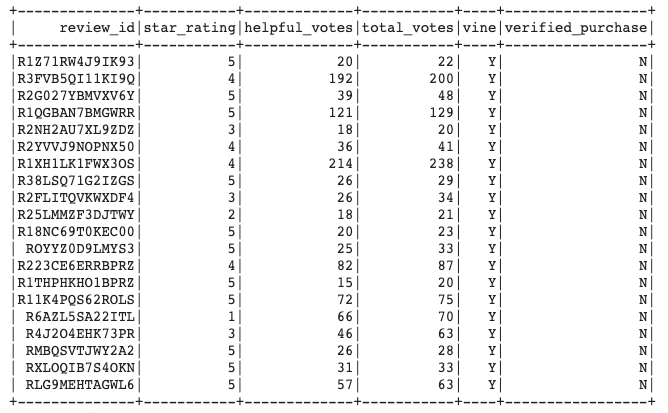 +--------------+-----------+-------------+-----------+----+-----------------+
|     review_id|star_rating|helpful_votes|total_votes|vine|verified_purchase|
+--------------+-----------+-------------+-----------+----+-----------------+
|R1Z71RW4J9IK93|          5|           20|         22|   Y|                N|
|R3FVB5QI11KI9Q|          4|          192|        200|   Y|                N|
|R2G027YBMVXV6Y|          5|           39|         48|   Y|                N|
|R1QGBAN7BMGWRR|          5|          121|        129|   Y|                N|
|R2NH2AU7XL9ZDZ|          3|           18|         20|   Y|                N|
|R2YVVJ9NOPNX50|          4|           36|         41|   Y|                N|
|R1XH1LK1FWX3OS|          4|          214|        238|   Y|                N|
|R38LSQ71G2IZGS|          5|           26|         29|   Y|                N|
|R2FLITQVKWXDF4|          3|           26|         34|   Y|                N|
|R25LMMZF3DJTWY|          2|           18|         21|   Y|                N|
|R18NC69T0KEC00|          5|           20|         23|   Y|                N|
| ROYYZ0D9LMYS3|          5|           25|         33|   Y|                N|
|R223CE6ERRBPRZ|          4|           82|         87|   Y|                N|
|R1THPHKHO1BPRZ|          5|           15|         20|   Y|                N|
|R11K4PQS62ROLS|          5|           72|         75|   Y|                N|
| R6AZL5SA22ITL|          1|           66|         70|   Y|                N|
| R4J2O4EHK73PR|          3|           46|         63|   Y|                N|
| RMBQSVTJWY2A2|          5|           26|         28|   Y|                N|
| RXLOQIB7S4OKN|          5|           31|         33|   Y|                N|
| RLG9MEHTAGWL6|          5|           57|         63|   Y|                N|
+--------------+-----------+-------------+-----------+----+-----------------+